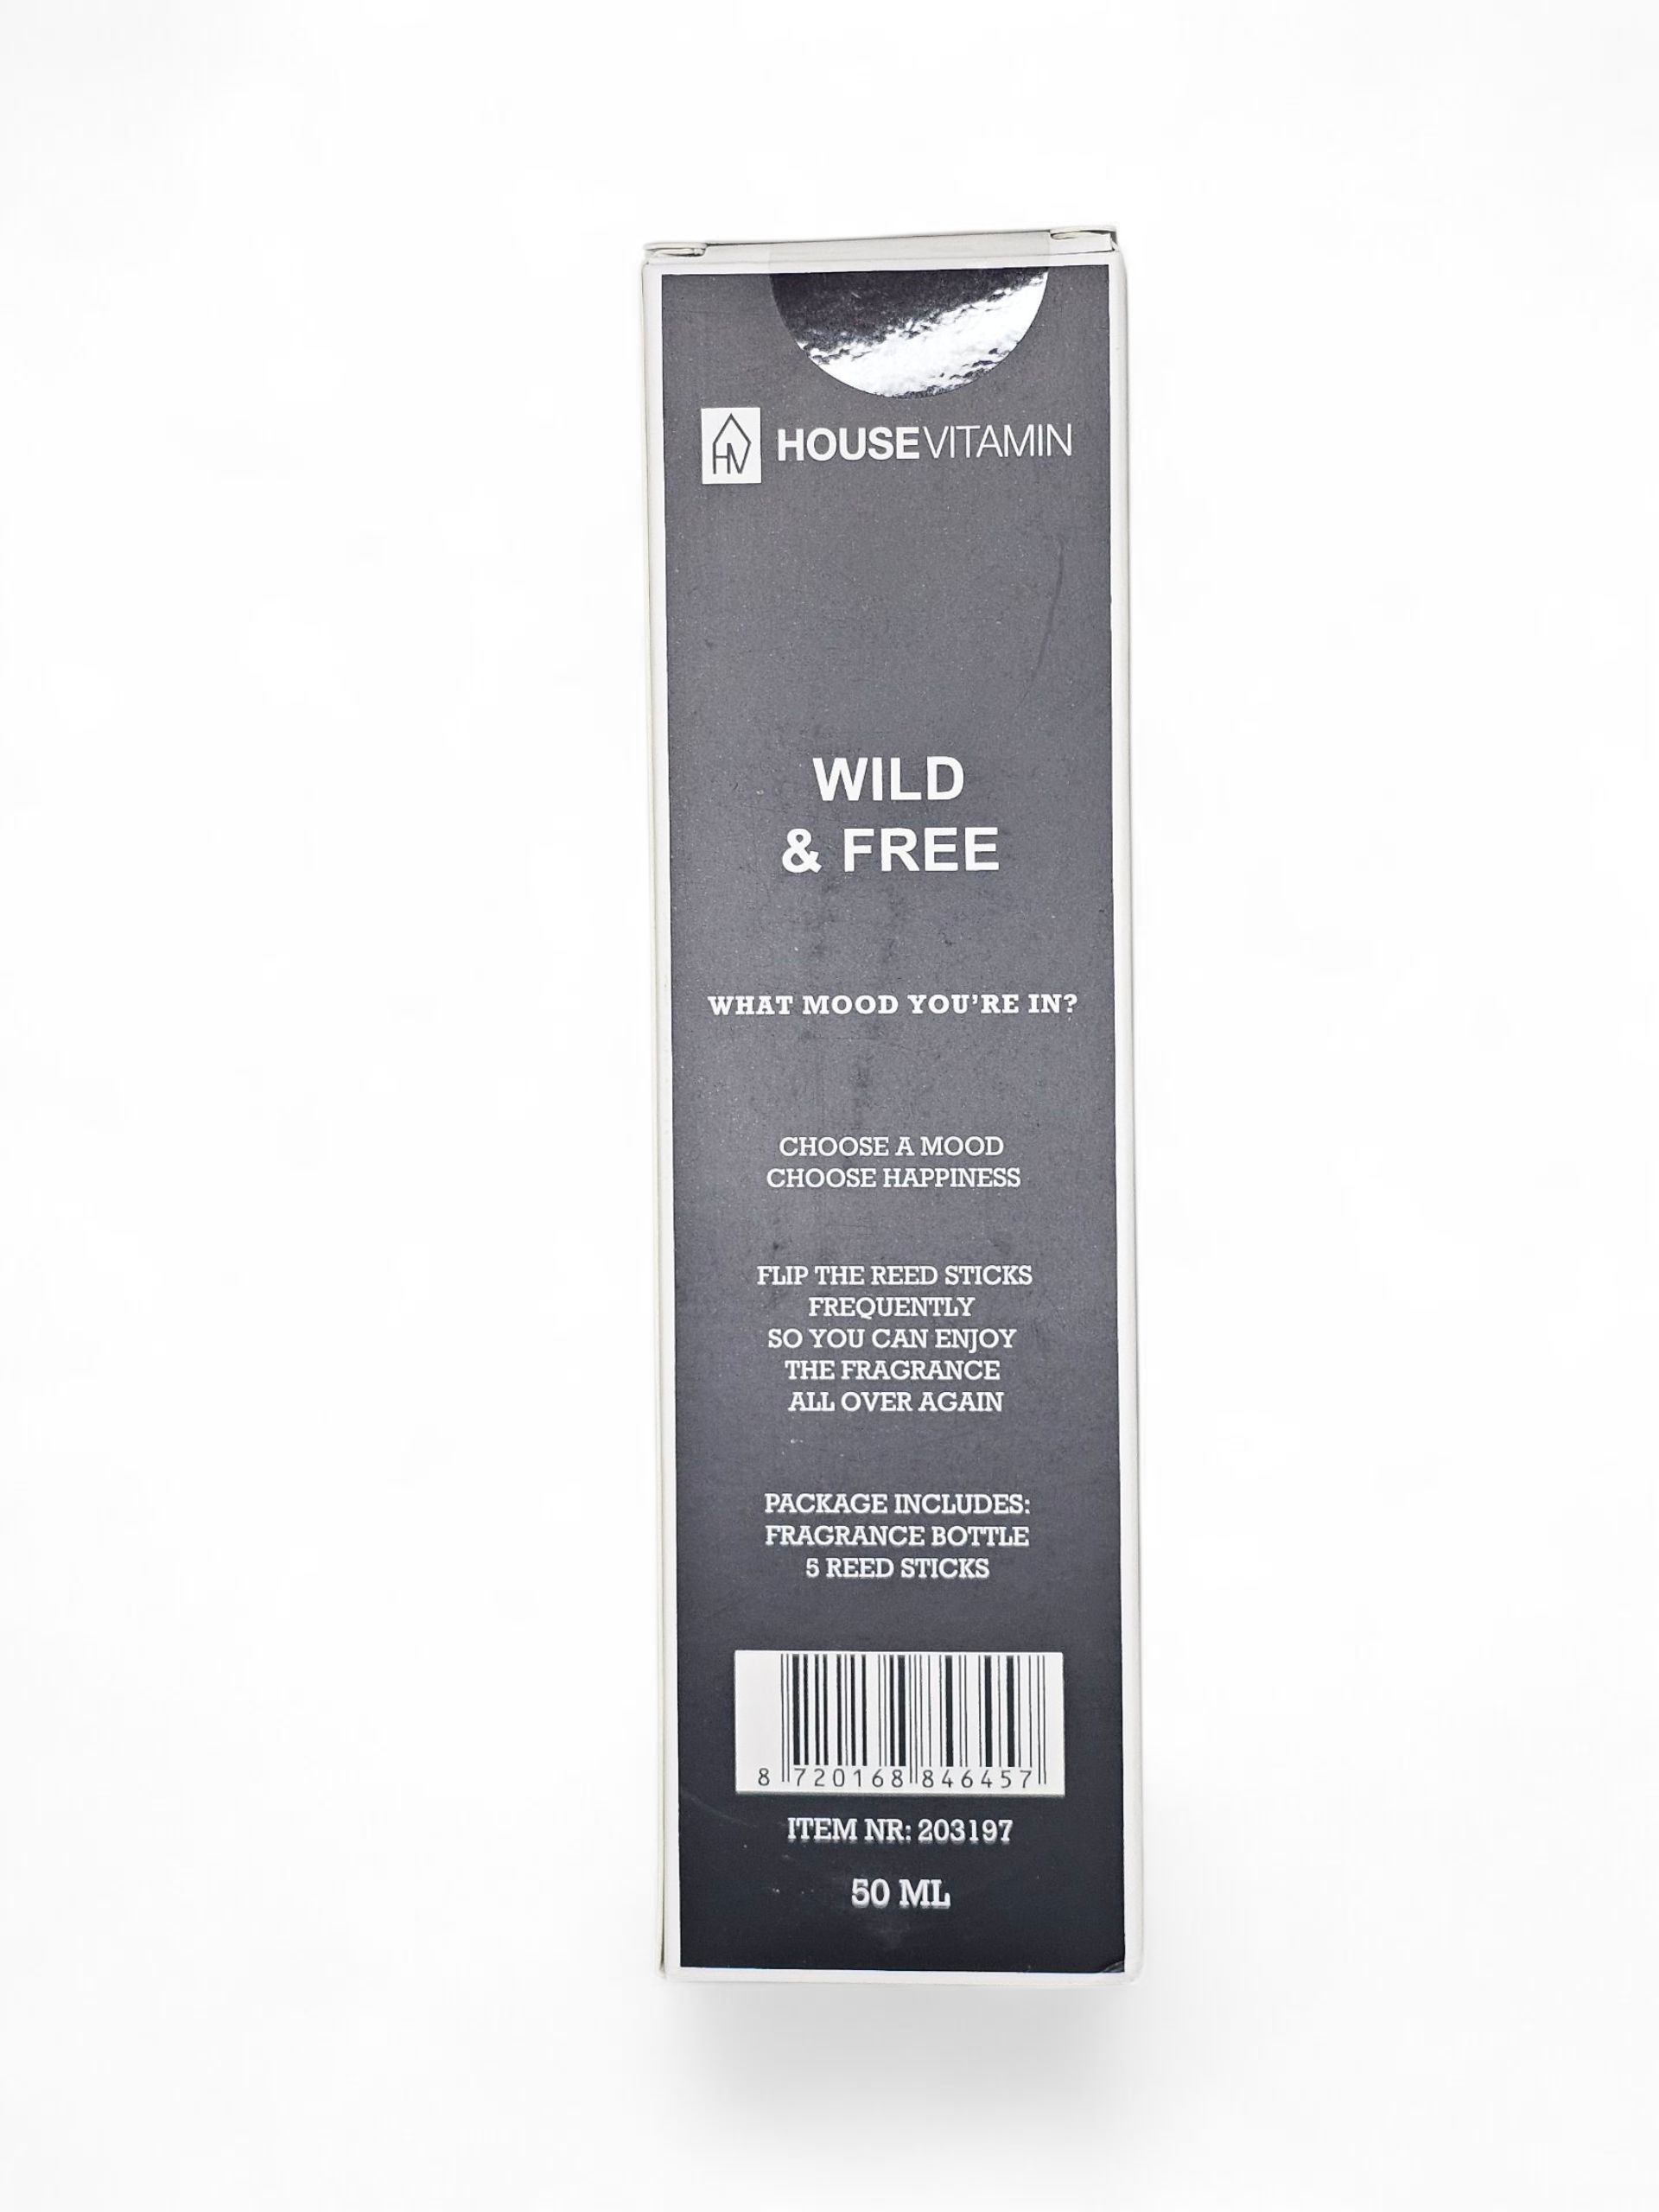 HV HOUSEVITAMIN
WILD
& FREE
WHAT MOOD YOU'RE IN?
CHOOSE A MOOD
CHOOSE HAPPINESS
FLIP THE REED STICKS
FREQUENTLY
SO YOU CAN ENJOY
THE FRAGRANCE
ALL OVER AGAIN
PACKAGE INCLUDES:
FRAGRANCE BOTTLE
5 REED STICKS
8 720168 846457
ITEM NR: 203197
50 ML